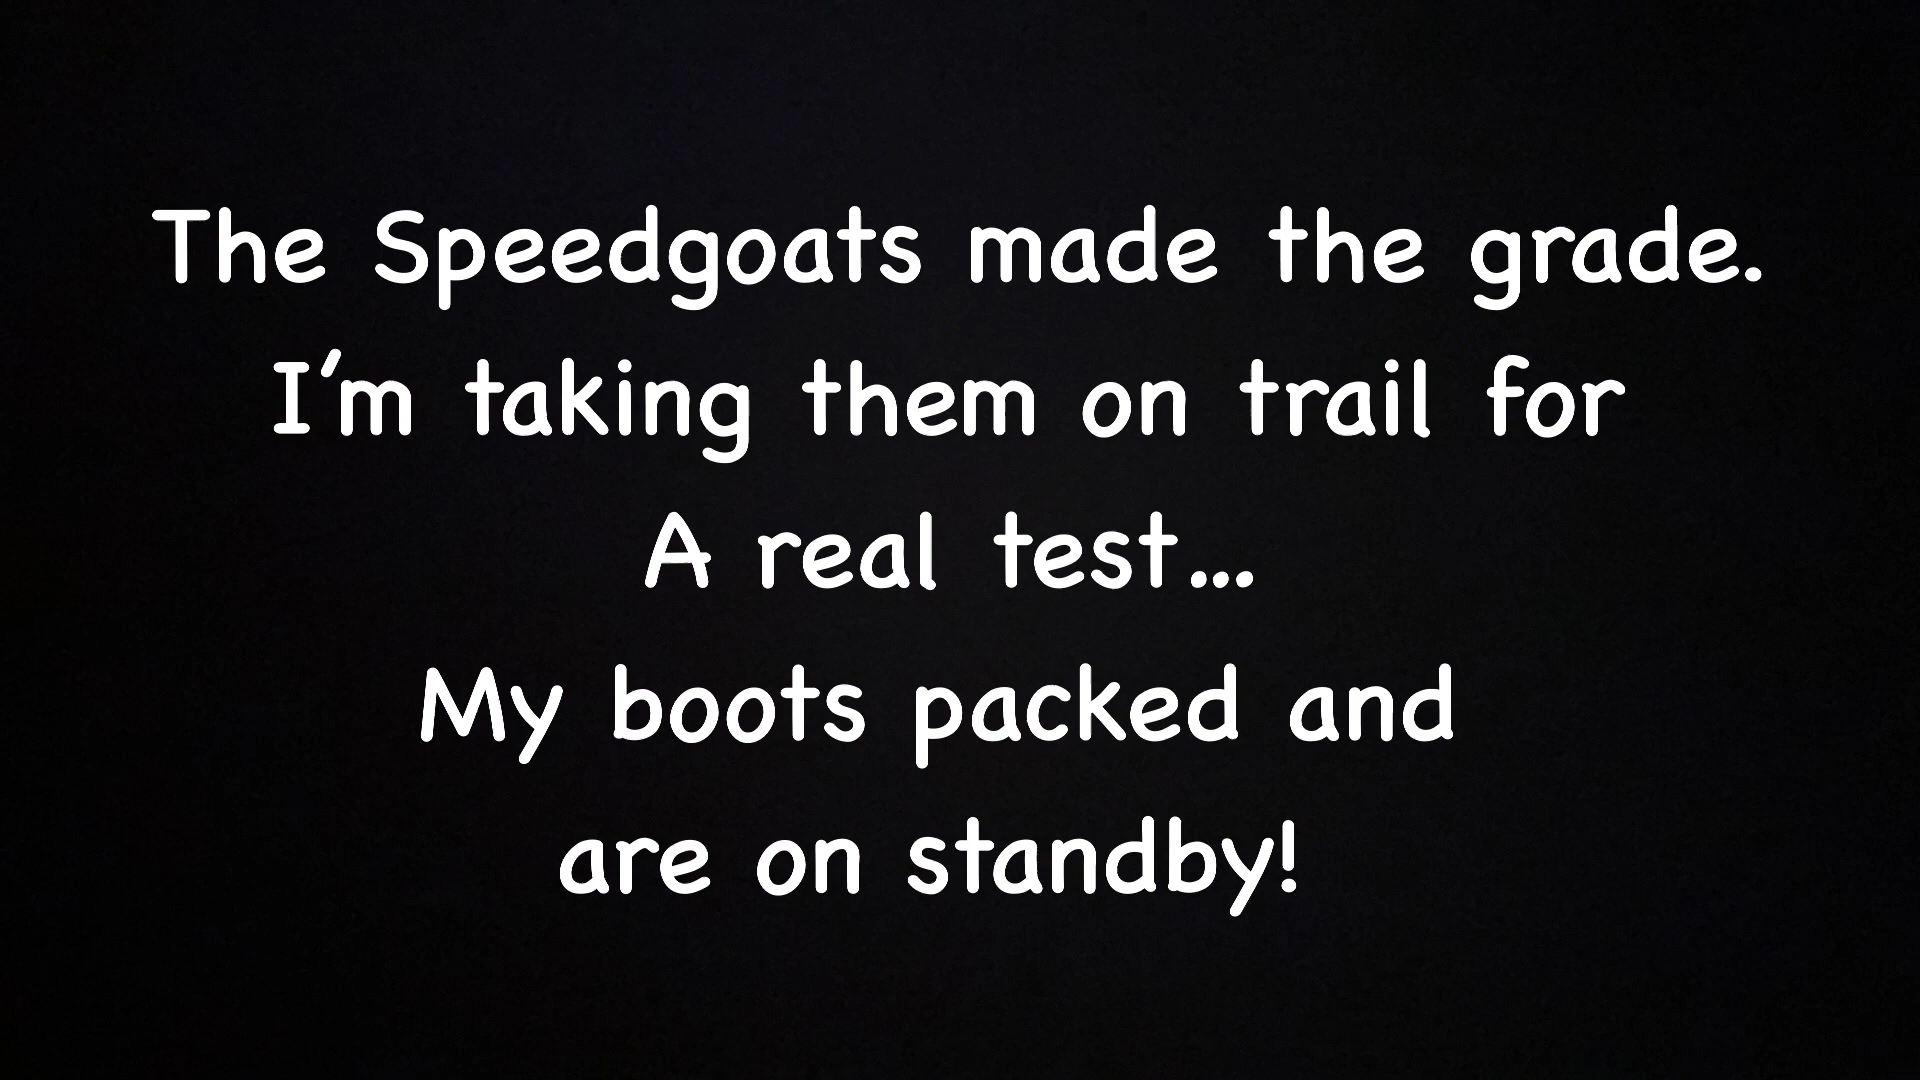 The Speedgoats made the grade.
I’m taking them on trail for
A real test…
My boots packed and
are on standby!